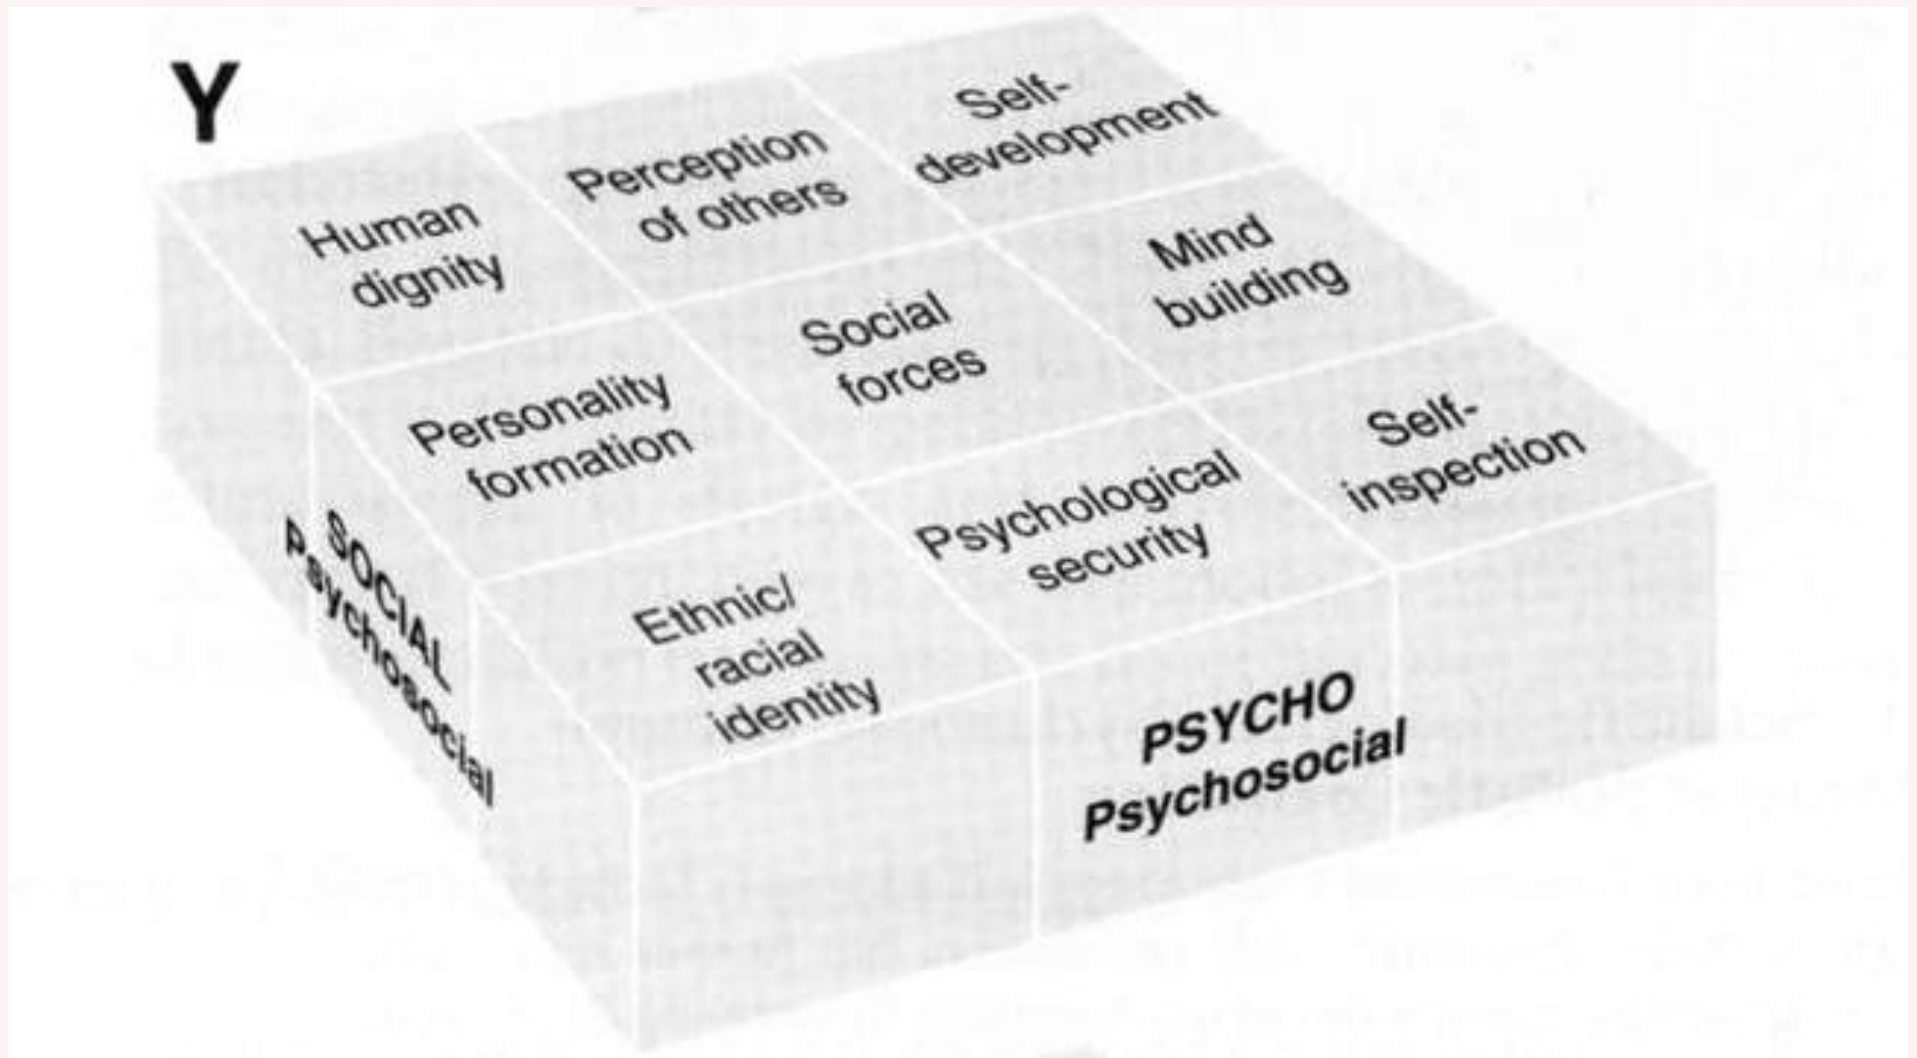 Y
Human
dignity
Perception
of others
Self-
development
Personality
formation
Social
forces
Mind
building
Ethnic/
racial
identity
Psychological
security
Self-
inspection
SOCIAL
Psychosocial
PSYCHO
Psychosocial